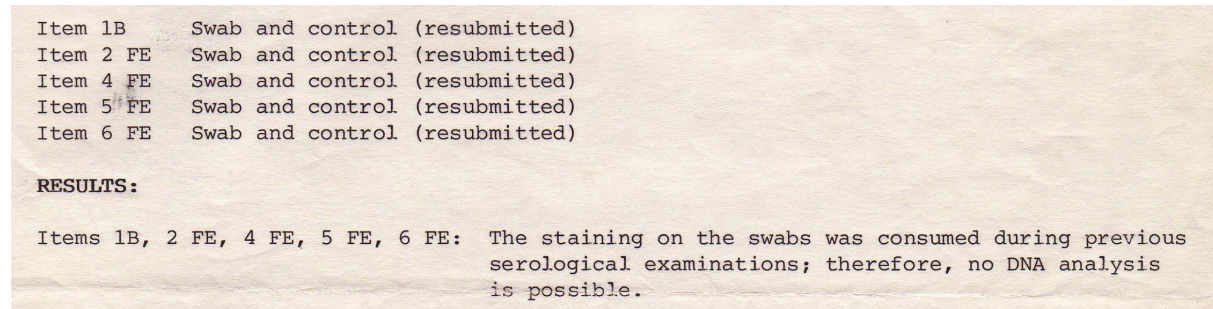 Item 1B Swab and control (resubmitted)
Item 2 FE Swab and control (resubmitted)
Item 4 FE Swab and control (resubmitted)
Item 5 FE Swab and control (resubmitted)
Item 6 FE Swab and control (resubmitted)
RESULTS:
Items 1B, 2 FE, 4 FE, 5 FE, 6 FE: The staining on the swabs was consumed during previous
serological examinations; therefore, no DNA analysis
is possible.